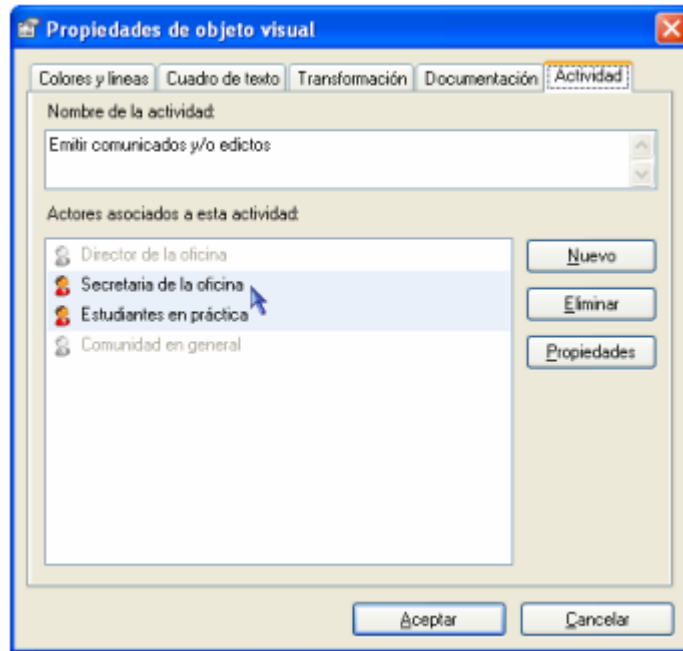 Propiedades de objeto visual
Colores y lineas Cuadro de texto Transformación Documentación Actividad
Nombre de la actividad:
Emitir comunicados y/o edictos
Actores asociados a esta actividad:
Director de la oficina
Secretaria de la oficina
Estudiantes en práctica
Comunidad en general
Nuevo
Eliminar
Propiedades
Aceptar Cancelar